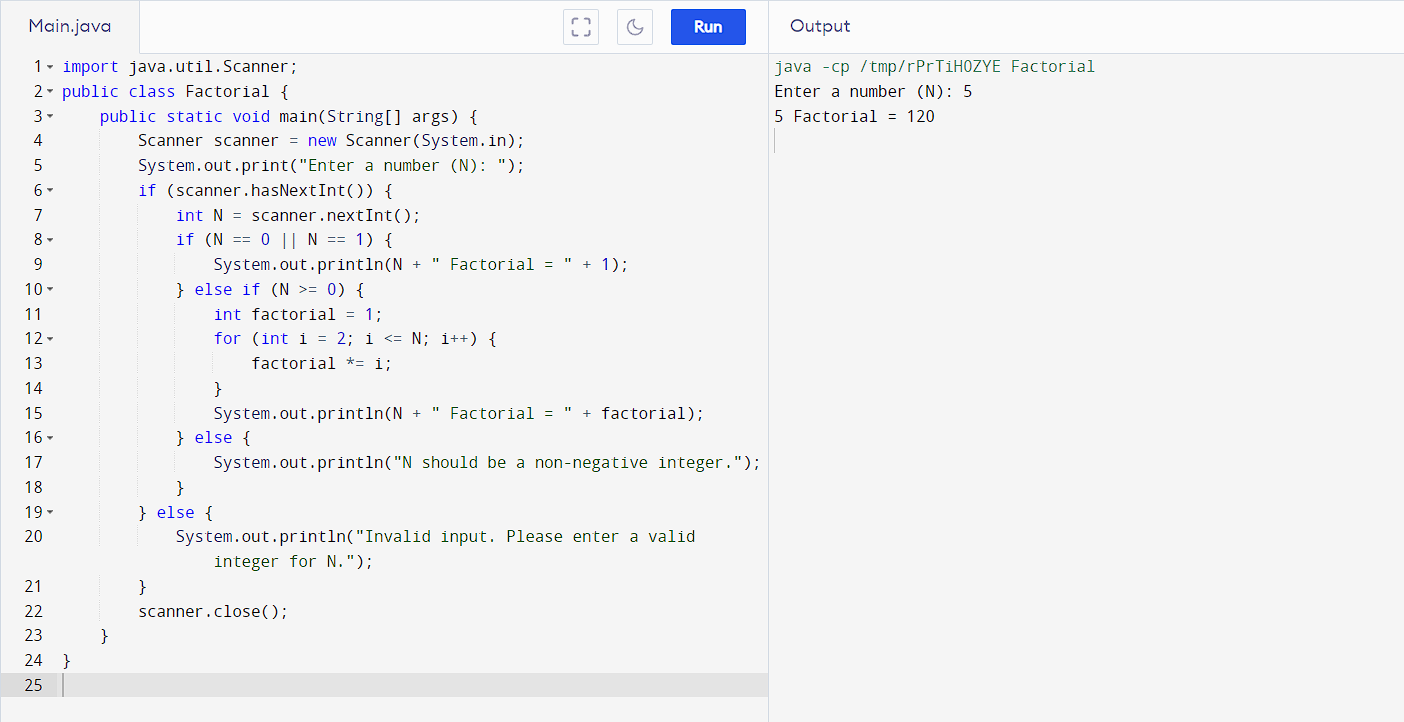 Main.java
Run
Output
1 import java.util.Scanner;
2 public class Factorial {
3     public static void main(String[] args) {
4         Scanner scanner = new Scanner(System.in);
5         System.out.print("Enter a number (N): ");
6         if (scanner.hasNextInt()) {
7             int N = scanner.nextInt();
8             if (N == 0 || N == 1) {
9                 System.out.println(N + " Factorial = " + 1);
10             } else if (N >= 0) {
11                 int factorial = 1;
12                 for (int i = 2; i <= N; i++) {
13                     factorial *= i;
14                 }
15                 System.out.println(N + " Factorial = " + factorial);
16             } else {
17                 System.out.println("N should be a non-negative integer.");
18             }
19         } else {
20             System.out.println("Invalid input. Please enter a valid
                integer for N.");
21         }
22         scanner.close();
23     }
24 }
25
java -cp /tmp/rPrTiHOZYE Factorial
Enter a number (N): 5
5 Factorial = 120